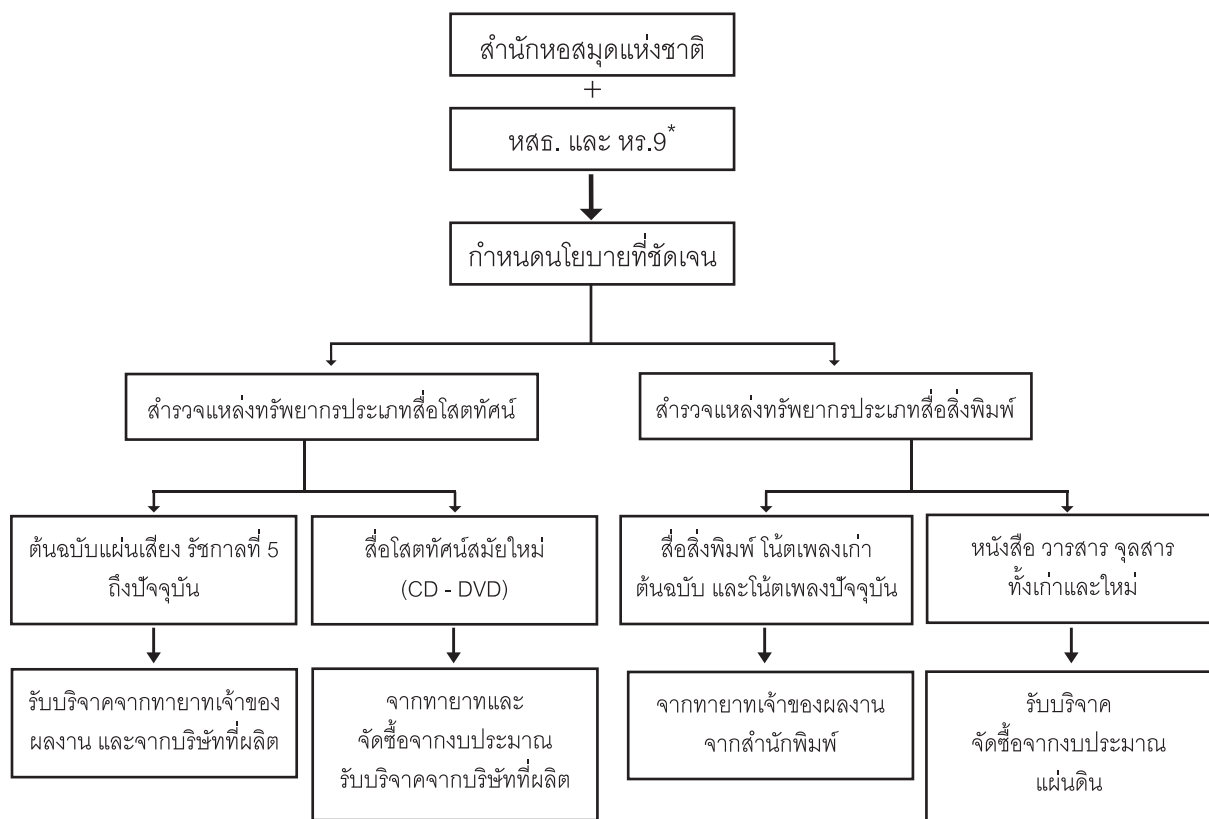 สำนักหอสมุดแห่งชาติ
+
หสธ. และ หร.9*
กำหนดนโยบายที่ชัดเจน
สำรวจแหล่งทรัพยากรประเภทสื่อโสตทัศน์
สำรวจแหล่งทรัพยากรประเภทสื่อสิ่งพิมพ์
ต้นฉบับแผ่นเสียง รัชกาลที่ 5
ถึงปัจจุบัน
สื่อโสตทัศน์สมัยใหม่
(CD - DVD)
สื่อสิ่งพิมพ์ โน้ตเพลงเก่า
ต้นฉบับ และโน้ตเพลงปัจจุบัน
หนังสือ วารสาร จุลสาร
ทั้งเก่าและใหม่
รับบริจาคจากทายาทเจ้าของ
ผลงาน และจากบริษัทที่ผลิต
จากทายาทและ
จัดซื้อจากงบประมาณ
รับบริจาคจากบริษัทที่ผลิต
จากทายาทเจ้าของผลงาน
จากสำนักพิมพ์
รับบริจาค
จัดซื้อจากงบประมาณ
แผ่นดิน